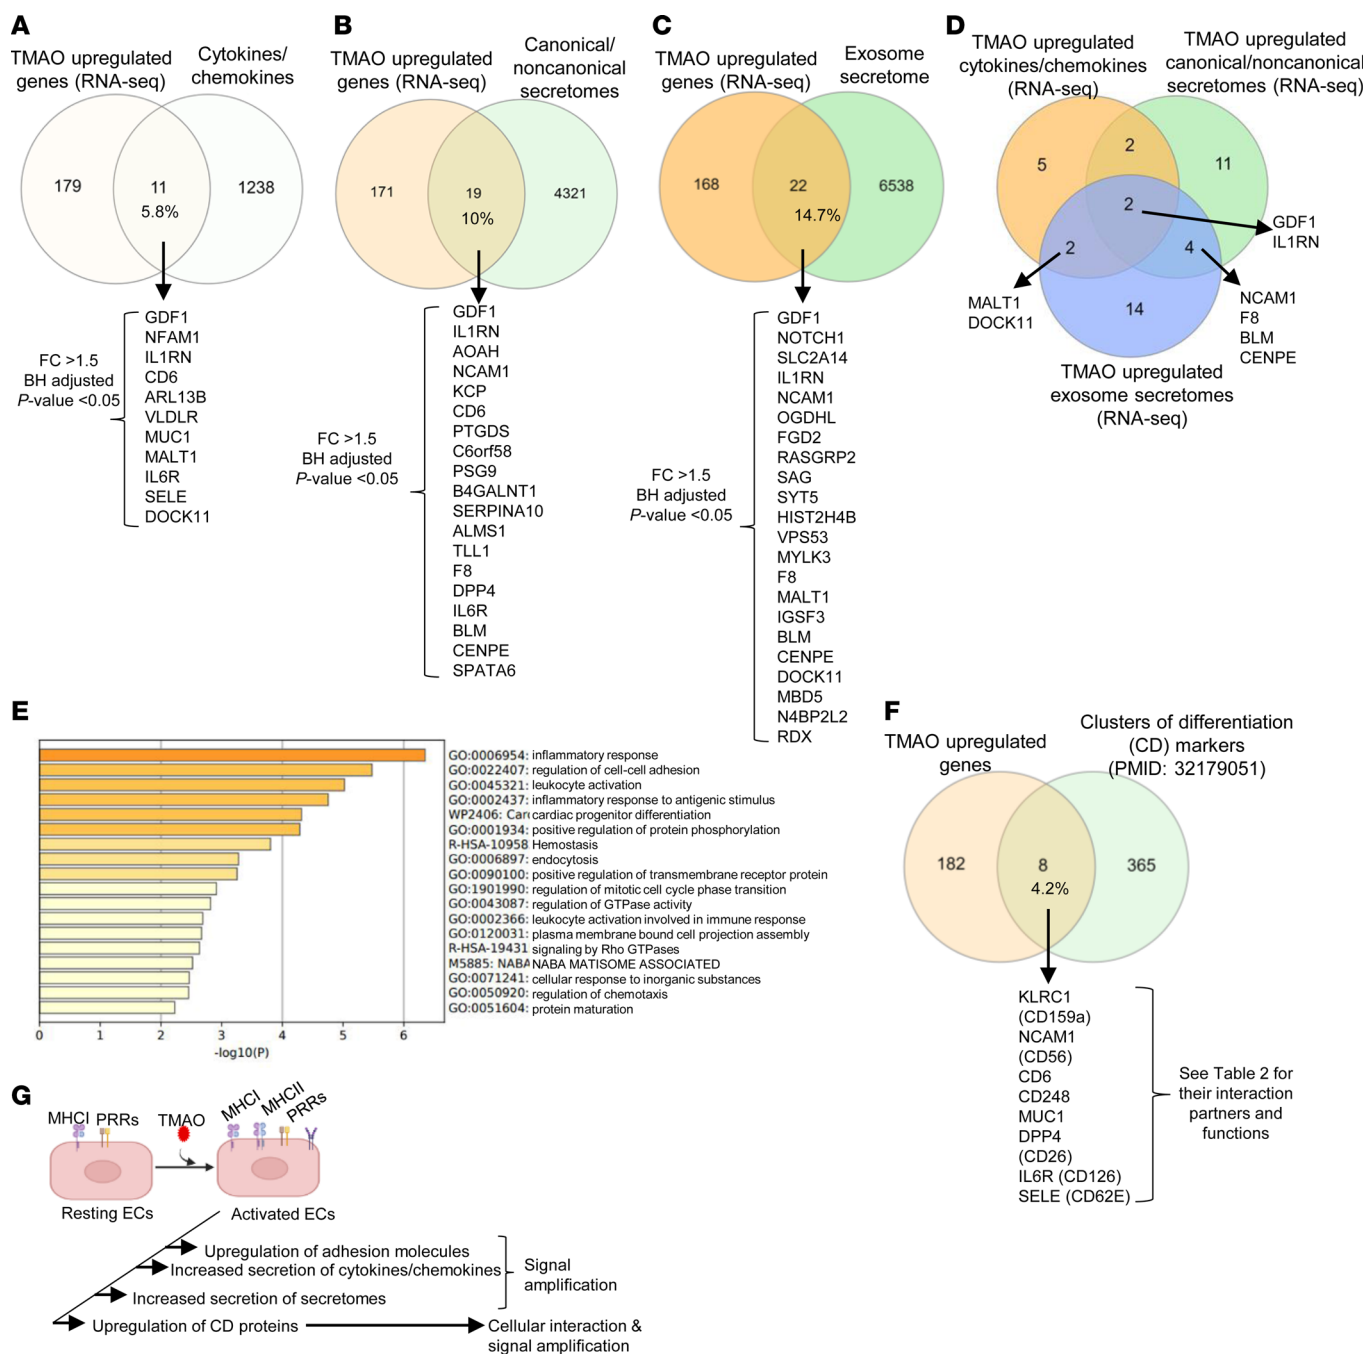 A
TMAO upregulated
genes (RNA-seq)
Cytokines/
chemokines
179
11
5.8%
1238
FC >1.5
BH adjusted
P-value <0.05
GDF1
NFAM1
IL1RN
CD6
ARL13B
VLDLR
MUC1
MALT1
IL6R
SELE
DOCK11
B
TMAO upregulated
genes (RNA-seq)
Canonical/
noncanonical
secretomes
171
19
10%
4321
FC >1.5
BH adjusted
P-value <0.05
GDF1
IL1RN
AOAH
NCAM1
KCP
CD6
PTGDS
C6orf58
PSG9
B4GALNT1
SERPINA10
ALMS1
TLL1
F8
DPP4
IL6R
BLM
CENPE
SPATA6
C
TMAO upregulated
genes (RNA-seq)
Exosome
secretome
168
22
14.7%
6538
FC >1.5
BH adjusted
P-value <0.05
GDF1
NOTCH1
SLC2A14
IL1RN
NCAM1
OGDHL
FGD2
RASGRP2
SAG
SYT5
HIST2H4B
VPS53
MYLK3
F8
MALT1
IGSF3
BLM
CENPE
DOCK11
MBD5
N4BP2L2
RDX
D
TMAO upregulated
cytokines/chemokines
(RNA-seq)
TMAO upregulated
canonical/noncanonical
secretomes (RNA-seq)
5
2
11
2
2
4
14
GDF1
IL1RN
MALT1
DOCK11
NCAM1
F8
BLM
CENPE
TMAO upregulated
exosome secretomes
(RNA-seq)
E
GO:0006954: inflammatory response
GO:0022407: regulation of cell-cell adhesion
GO:0045321: leukocyte activation
GO:0002437: inflammatory response to antigenic stimulus
WP2406: Carc cardiac progenitor differentiation
GO:0001934: positive regulation of protein phosphorylation
R-HSA-10958 Hemostasis
GO:0006897: endocytosis
GO:0090100: positive regulation of transmembrane receptor protein
GO:1901990: regulation of mitotic cell cycle phase transition
GO:0043087: regulation of GTPase activity
GO:0002366: leukocyte activation involved in immune response
GO:0120031: plasma membrane bound cell projection assembly
R-HSA-19431 signaling by Rho GTPases
M5885: NABA NABA MATISOME ASSOCIATED
GO:0071241: cellular response to inorganic substances
GO:0050920: regulation of chemotaxis
GO:0051604: protein maturation
0 1 2 3 4 5 6
-log10(P)
F
TMAO upregulated
genes
Clusters of differentiation
(CD) markers
(PMID: 32179051)
182
8
4.2%
365
KLRC1
(CD159a)
NCAM1
(CD56)
CD6
CD248
MUC1
DPP4
(CD26)
IL6R (CD126)
SELE (CD62E)
See Table 2 for
their interaction
partners and
functions
G
MHCI PRRs
TMAO
MHCI
MHCII
PRRs
Resting ECs
Activated ECs
Upregulation of adhesion molecules
Increased secretion of cytokines/chemokines
Increased secretion of secretomes
Signal
amplification
Upregulation of CD proteins
Cellular interaction &
signal amplification